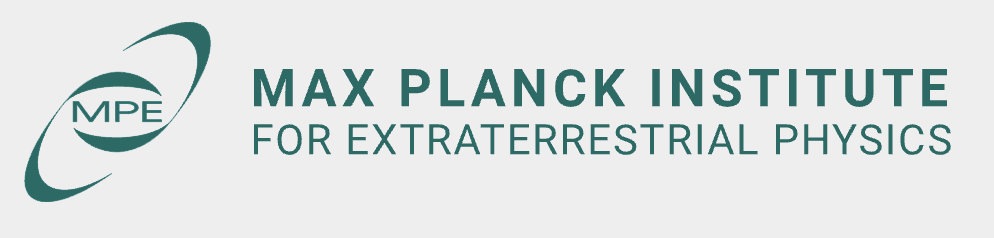 MPE
MAX PLANCK INSTITUTE
FOR EXTRATERRESTRIAL PHYSICS